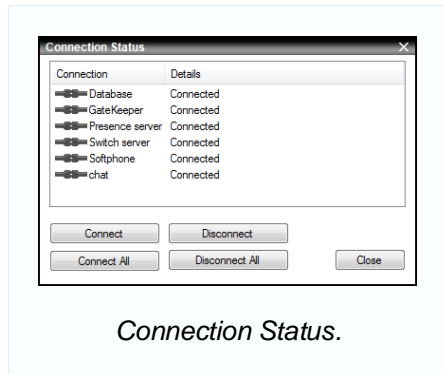 Connection Status
Connection Details
Database Connected
GateKeeper Connected
Presence server Connected
Switch server Connected
Softphone Connected
chat Connected
Connect Disconnect
Connect All Disconnect All Close
Connection Status.